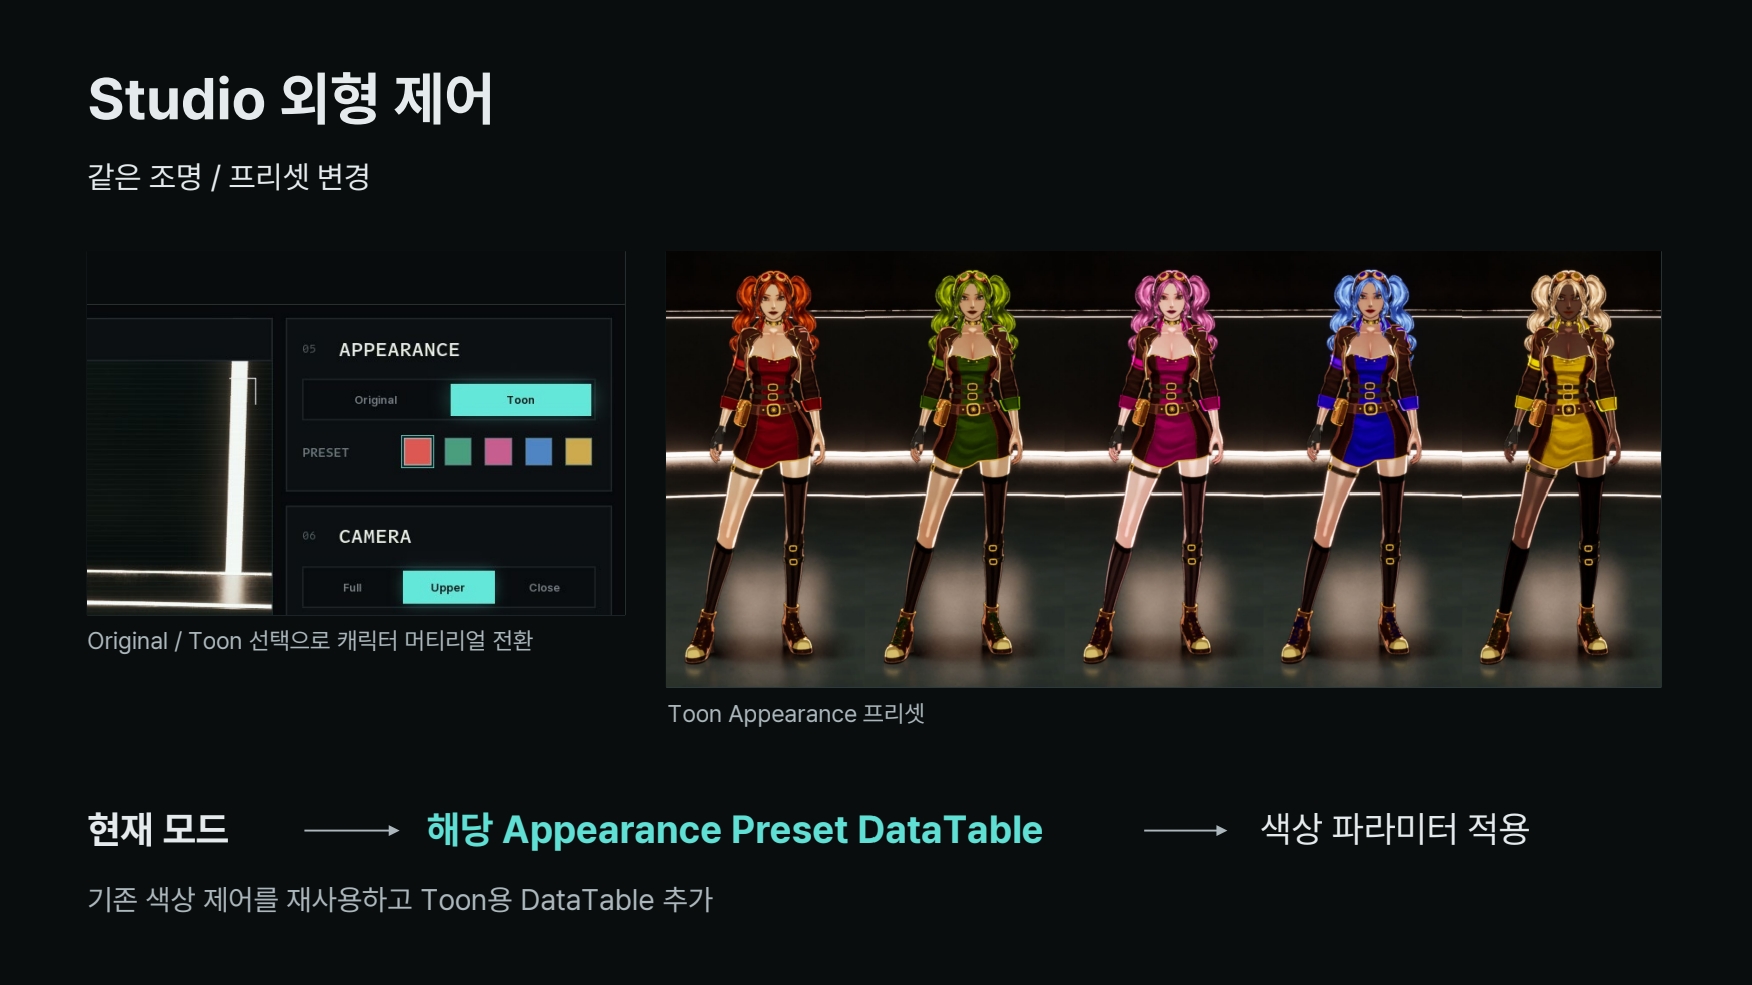 Studio 외형 제어
같은 조명 / 프리셋 변경
05 APPEARANCE
Original Toon
PRESET
06 CAMERA
Full Upper Close
Original / Toon 선택으로 캐릭터 머티리얼 전환
Toon Appearance 프리셋
현재 모드 → 해당 Appearance Preset DataTable → 색상 파라미터 적용
기존 색상 제어를 재사용하고 Toon용 DataTable 추가